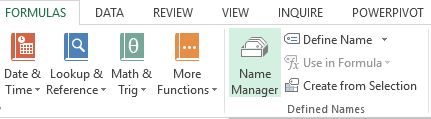 FORMULAS DATA REVIEW VIEW INQUIRE POWERPIVOT
Date & Time Lookup & Reference Math & Trig More Functions Name Manager
Define Name
Use in Formula
Create from Selection
Defined Names